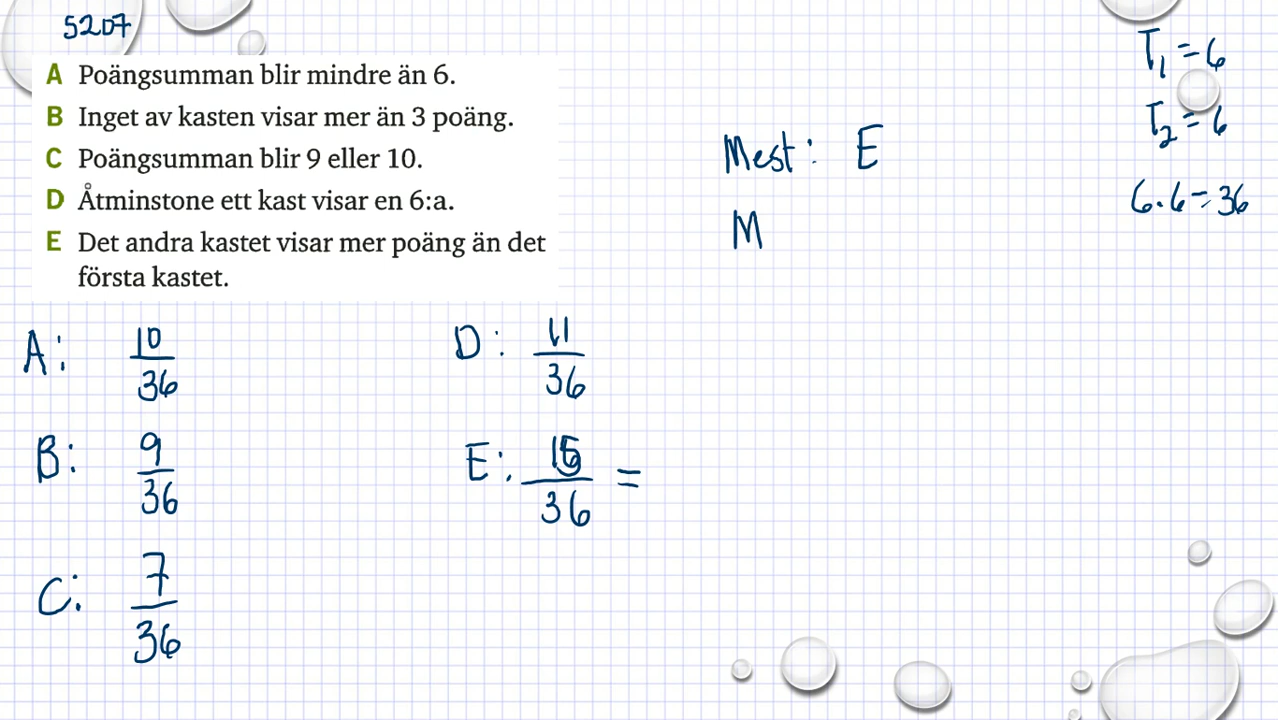 5207
A Poängsumman blir mindre än 6.
B Inget av kasten visar mer än 3 poäng.
C Poängsumman blir 9 eller 10.
D Åtminstone ett kast visar en 6:a.
E Det andra kastet visar mer poäng än det
första kastet.
T₁ = 6
T₂ = 6
6·6 = 36
Mest: E
M
A: 10/36
B: 9/36
C: 7/36
D: 11/36
E: 15/36 =